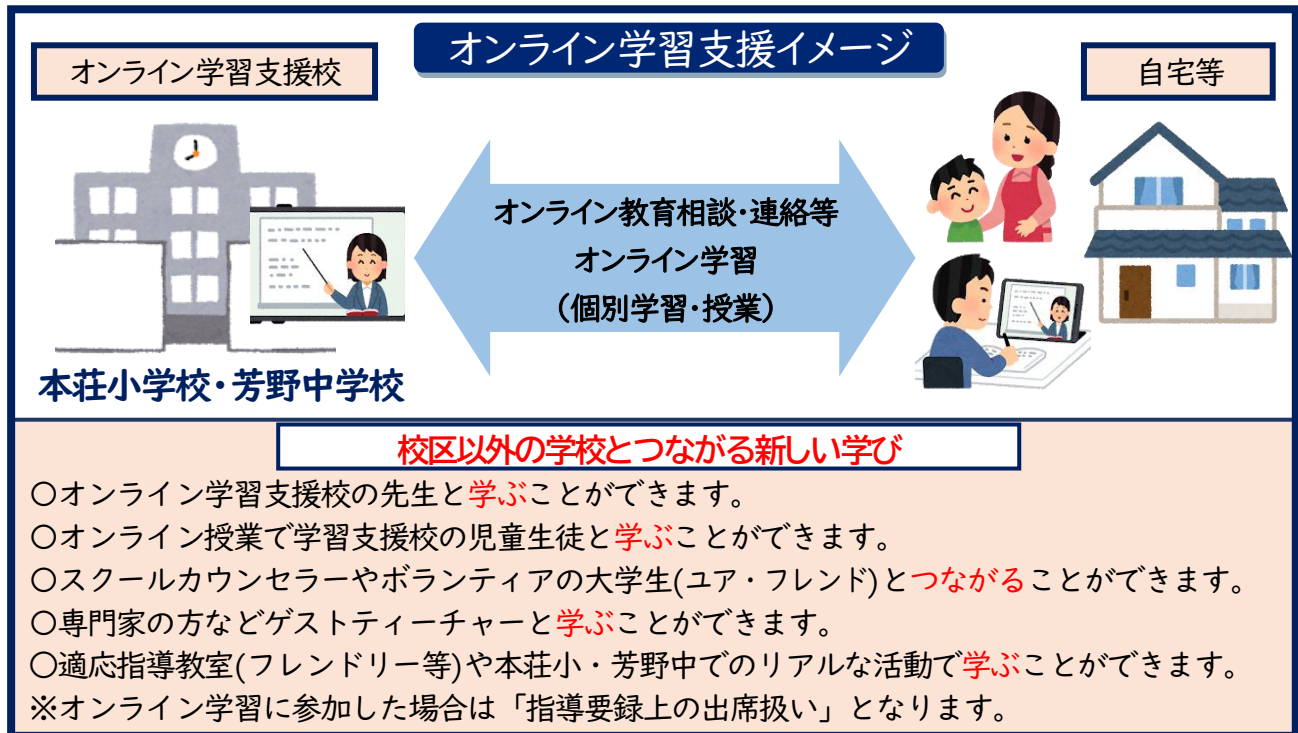 オンライン学習支援イメージ
オンライン学習支援校
自宅等
オンライン教育相談・連絡等
オンライン学習
(個別学習・授業)
本荘小学校・芳野中学校
校区以外の学校とつながる新しい学び
〇オンライン学習支援校の先生と学ぶことができます。
〇オンライン授業で学習支援校の児童生徒と学ぶことができます。
〇スクールカウンセラーやボランティアの大学生(ユア・フレンド)とつながることができます。
〇専門家の方などゲストティーチャーと学ぶことができます。
〇適応指導教室(フレンドリー等)や本荘小・芳野中でのリアルな活動で学ぶことができます。
※オンライン学習に参加した場合は「指導要録上の出席扱い」となります。